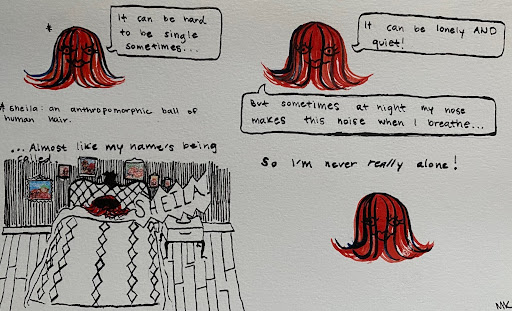 *
It can be hard
to be single
sometimes...
* Sheila: an anthropomorphic ball of
human hair.
It can be lonely AND
quiet!
But sometimes at night my nose
makes this noise when I breathe...
...Almost like my name's being
called...
SHEILA
So I'm never really alone!
MK